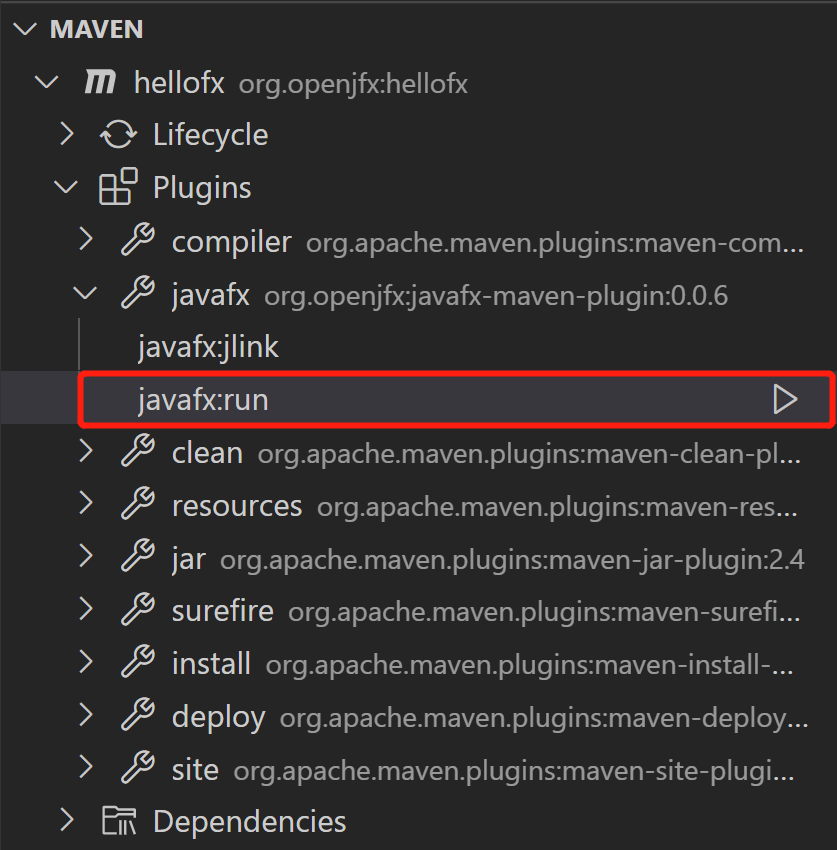 MAVEN
hellofx org.openjfx:hellofx
Lifecycle
Plugins
compiler org.apache.maven.plugins:maven-com...
javafx org.openjfx:javafx-maven-plugin:0.0.6
javafx:jlink
javafx:run
clean org.apache.maven.plugins:maven-clean-pl...
resources org.apache.maven.plugins:maven-res...
jar org.apache.maven.plugins:maven-jar-plugin:2.4
surefire org.apache.maven.plugins:maven-surefi...
install org.apache.maven.plugins:maven-install-...
deploy org.apache.maven.plugins:maven-deploy...
site org.apache.maven.plugins:maven-site-plugi...
Dependencies